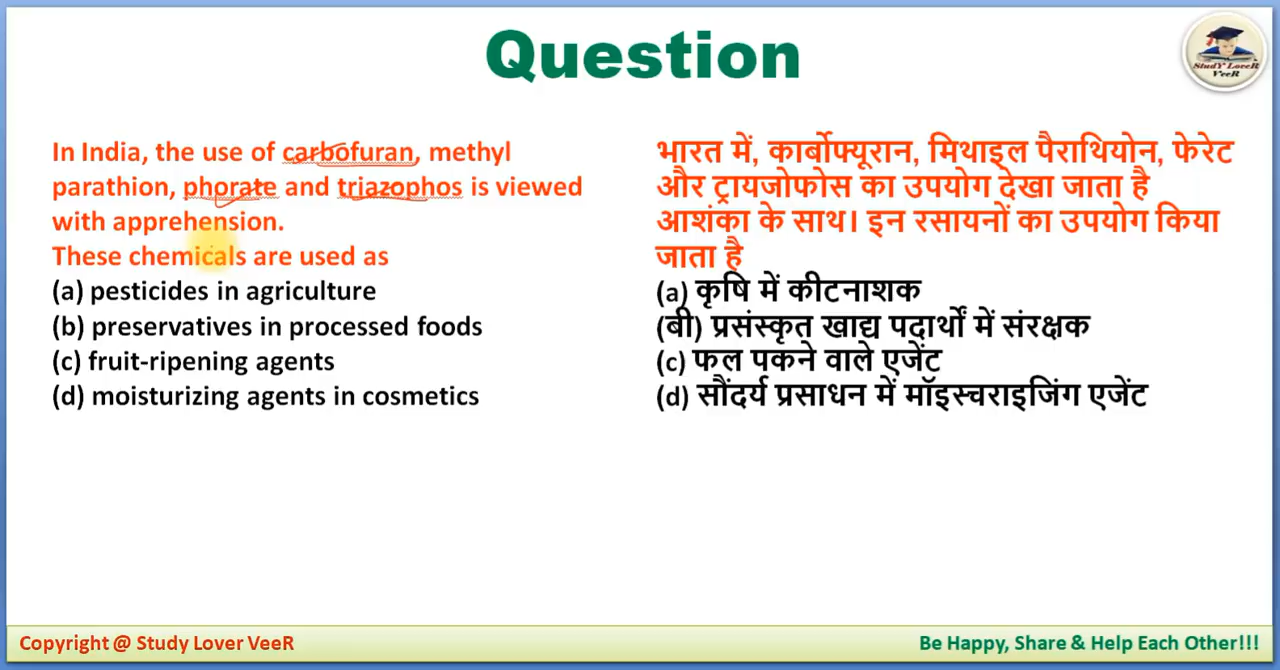 Question
StudY LoveR
VeeR
In India, the use of carbofuran, methyl
parathion, phorate and triazophos is viewed
with apprehension.
These chemicals are used as
(a) pesticides in agriculture
(b) preservatives in processed foods
(c) fruit-ripening agents
(d) moisturizing agents in cosmetics
भारत में, कार्बोफ्यूरान, मिथाइल पैराथियोन, फेरेट
और ट्रायजोफोस का उपयोग देखा जाता है
आशंका के साथ। इन रसायनों का उपयोग किया
जाता है
(a) कृषि में कीटनाशक
(बी) प्रसंस्कृत खाद्य पदार्थों में संरक्षक
(c) फल पकने वाले एजेंट
(d) सौंदर्य प्रसाधन में मॉइस्चराइजिंग एजेंट
Copyright @ Study Lover VeeR
Be Happy, Share & Help Each Other!!!